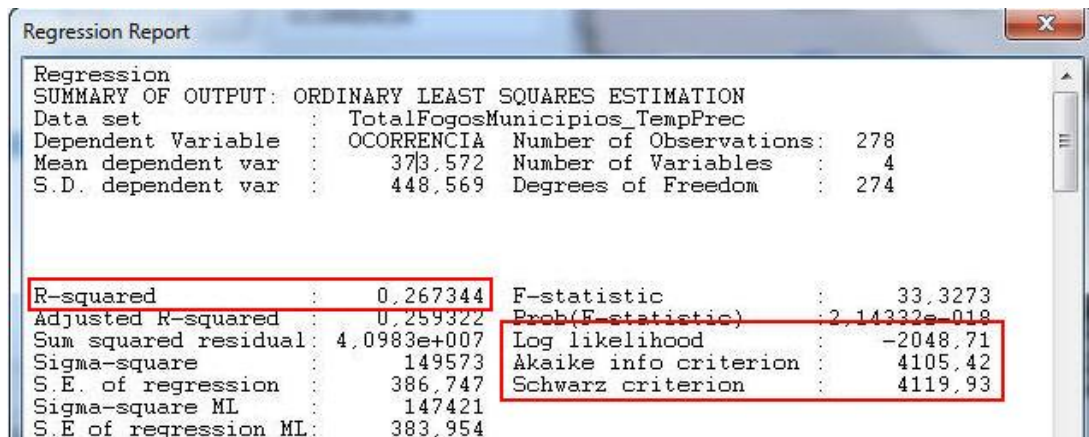 Regression Report
Regression
SUMMARY OF OUTPUT: ORDINARY LEAST SQUARES ESTIMATION
Data set : TotalFogosMunicipios_TempPrec
Dependent Variable : OCORRENCIA Number of Observations: 278
Mean dependent var : 373,572 Number of Variables : 4
S.D. dependent var : 448,569 Degrees of Freedom : 274
R-squared : 0,267344 F-statistic : 33,3273
Adjusted R-squared : 0,259322 Prob(F-statistic) :2,14332e-018
Sum squared residual: 4,0983e+007 Log likelihood : -2048,71
Sigma-square : 149573 Akaike info criterion : 4105,42
S.E. of regression : 386,747 Schwarz criterion : 4119,93
Sigma-square ML : 147421
S.E of regression ML: 383,954